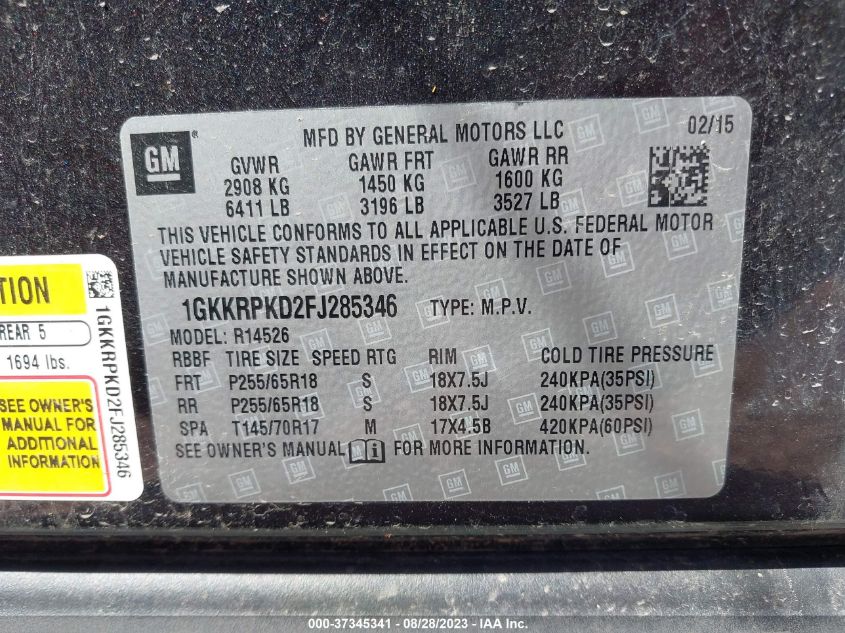 GM
MFD BY GENERAL MOTORS LLC 02/15
GVWR GAWR FRT GAWR RR
2908 KG 1450 KG 1600 KG
6411 LB 3196 LB 3527 LB
THIS VEHICLE CONFORMS TO ALL APPLICABLE U.S. FEDERAL MOTOR
VEHICLE SAFETY STANDARDS IN EFFECT ON THE DATE OF
MANUFACTURE SHOWN ABOVE.
1GKKRPKD2FJ285346 TYPE: M.P.V.
MODEL: R14526
RBBF TIRE SIZE SPEED RTG RIM COLD TIRE PRESSURE
FRT P255/65R18 S 18X7.5J 240KPA(35PSI)
RR P255/65R18 S 18X7.5J 240KPA(35PSI)
SPA T145/70R17 M 17X4.5B 420KPA(60PSI)
SEE OWNER'S MANUAL FOR MORE INFORMATION.
REAR 5
1694 lbs.
SEE OWNER'S
MANUAL FOR
ADDITIONAL
INFORMATION
1GKKRPKD2FJ285346
000-37345341 / 08/28/2023 - IAA Inc.